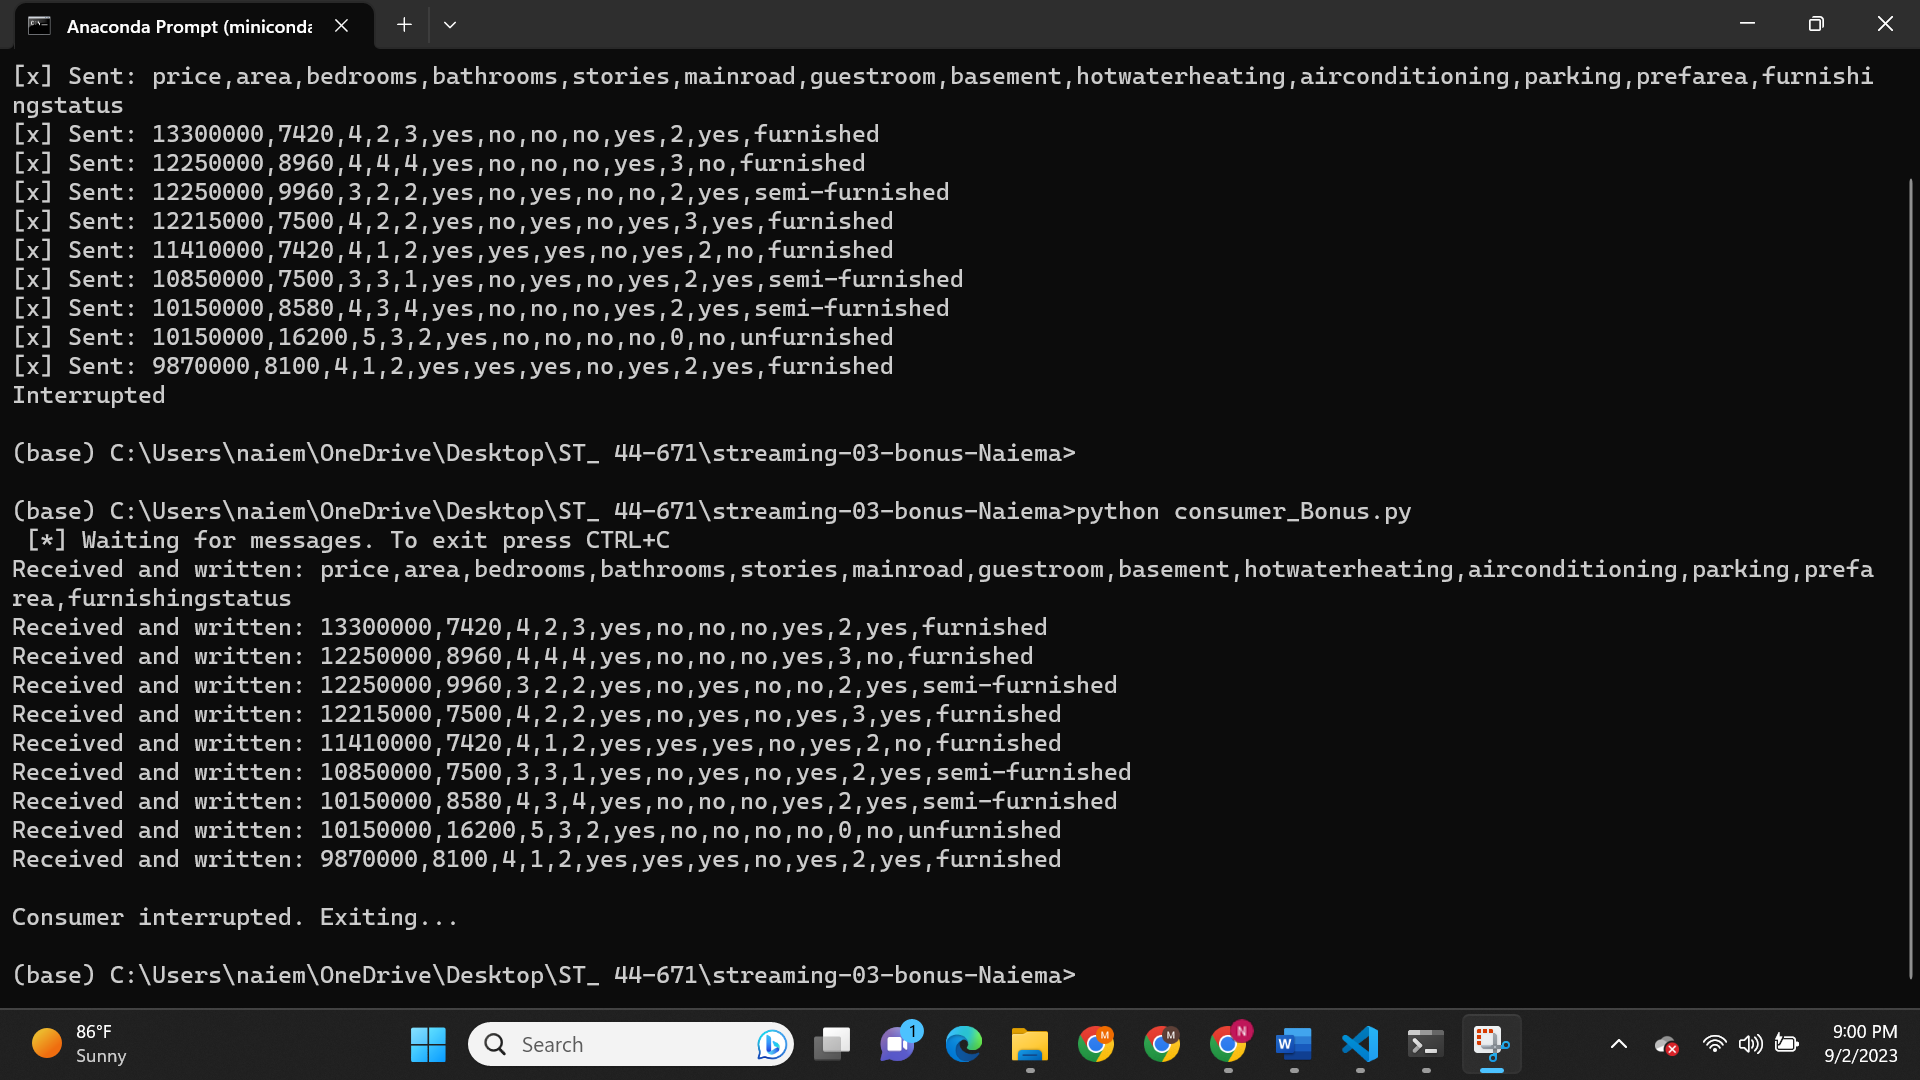 Anaconda Prompt (minicond
[x] Sent: price,area,bedrooms,bathrooms,stories,mainroad,guestroom,basement,hotwaterheating,airconditioning,parking,prefarea,furnishi
ngstatus
[x] Sent: 13300000,7420,4,2,3,yes,no,no,no,yes,2,yes,furnished
[x] Sent: 12250000,8960,4,4,4,yes,no,no,no,yes,3,no,furnished
[x] Sent: 12250000,9960,3,2,2,yes,no,yes,no,no,2,yes,semi-furnished
[x] Sent: 12215000,7500,4,2,2,yes,no,yes,no,yes,3,yes,furnished
[x] Sent: 11410000,7420,4,1,2,yes,yes,yes,no,yes,2,no,furnished
[x] Sent: 10850000,7500,3,3,1,yes,no,yes,no,yes,2,yes,semi-furnished
[x] Sent: 10150000,8580,4,3,4,yes,no,no,no,yes,2,yes,semi-furnished
[x] Sent: 10150000,16200,5,3,2,yes,no,no,no,no,0,no,unfurnished
[x] Sent: 9870000,8100,4,1,2,yes,yes,yes,no,yes,2,yes,furnished
Interrupted
(base) C:\Users\naiem\OneDrive\Desktop\ST_ 44-671\streaming-03-bonus-Naiema>
(base) C:\Users\naiem\OneDrive\Desktop\ST_ 44-671\streaming-03-bonus-Naiema>python consumer_Bonus.py
[*] Waiting for messages. To exit press CTRL+C
Received and written: price,area,bedrooms,bathrooms,stories,mainroad,guestroom,basement,hotwaterheating,airconditioning,parking,prefa
rea,furnishingstatus
Received and written: 13300000,7420,4,2,3,yes,no,no,no,yes,2,yes,furnished
Received and written: 12250000,8960,4,4,4,yes,no,no,no,yes,3,no,furnished
Received and written: 12250000,9960,3,2,2,yes,no,yes,no,no,2,yes,semi-furnished
Received and written: 12215000,7500,4,2,2,yes,no,yes,no,yes,3,yes,furnished
Received and written: 11410000,7420,4,1,2,yes,yes,yes,no,yes,2,no,furnished
Received and written: 10850000,7500,3,3,1,yes,no,yes,no,yes,2,yes,semi-furnished
Received and written: 10150000,8580,4,3,4,yes,no,no,no,yes,2,yes,semi-furnished
Received and written: 10150000,16200,5,3,2,yes,no,no,no,no,0,no,unfurnished
Received and written: 9870000,8100,4,1,2,yes,yes,yes,no,yes,2,yes,furnished
Consumer interrupted. Exiting...
(base) C:\Users\naiem\OneDrive\Desktop\ST_ 44-671\streaming-03-bonus-Naiema>
86°F
Sunny
Search
1
M
M
N
W
9:00 PM
9/2/2023